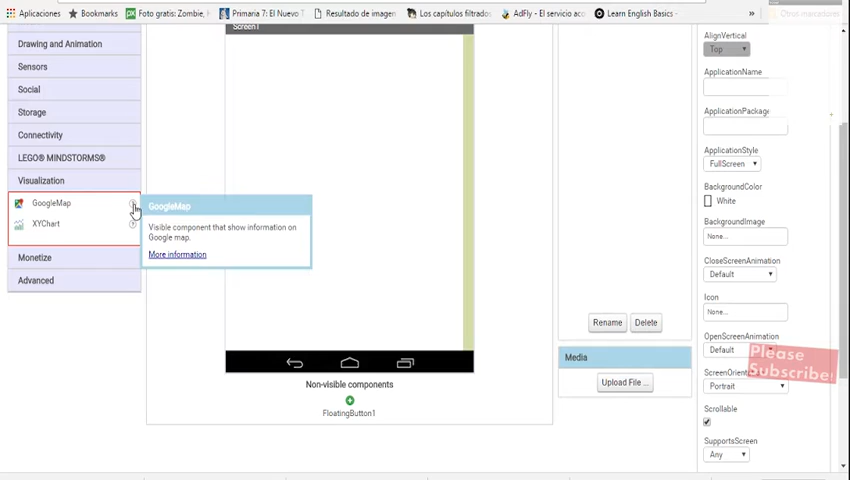 Aplicaciones
Bookmarks
Foto gratis: Zombie, H
Primaria 7: El Nuevo T
Resultado de imagen
Los capítulos filtrados
AdFly - El servicio aco
Learn English Basics -
»
Otros marcadores
Drawing and Animation
Sensors
Social
Storage
Connectivity
LEGO® MINDSTORMS®
Visualization
GoogleMap
XYChart
Monetize
Advanced
GoogleMap
Visible component that show information on
Google map.
More information
Screen1
Non-visible components
FloatingButton1
Rename
Delete
Media
Upload File ...
AlignVertical
Top
ApplicationName
ApplicationPackage
ApplicationStyle
FullScreen
BackgroundColor
White
BackgroundImage
None...
CloseScreenAnimation
Default
Icon
None...
OpenScreenAnimation
Default
ScreenOrient
Portrait
Scrollable
SupportsScreen
Any
Please
Subscribe